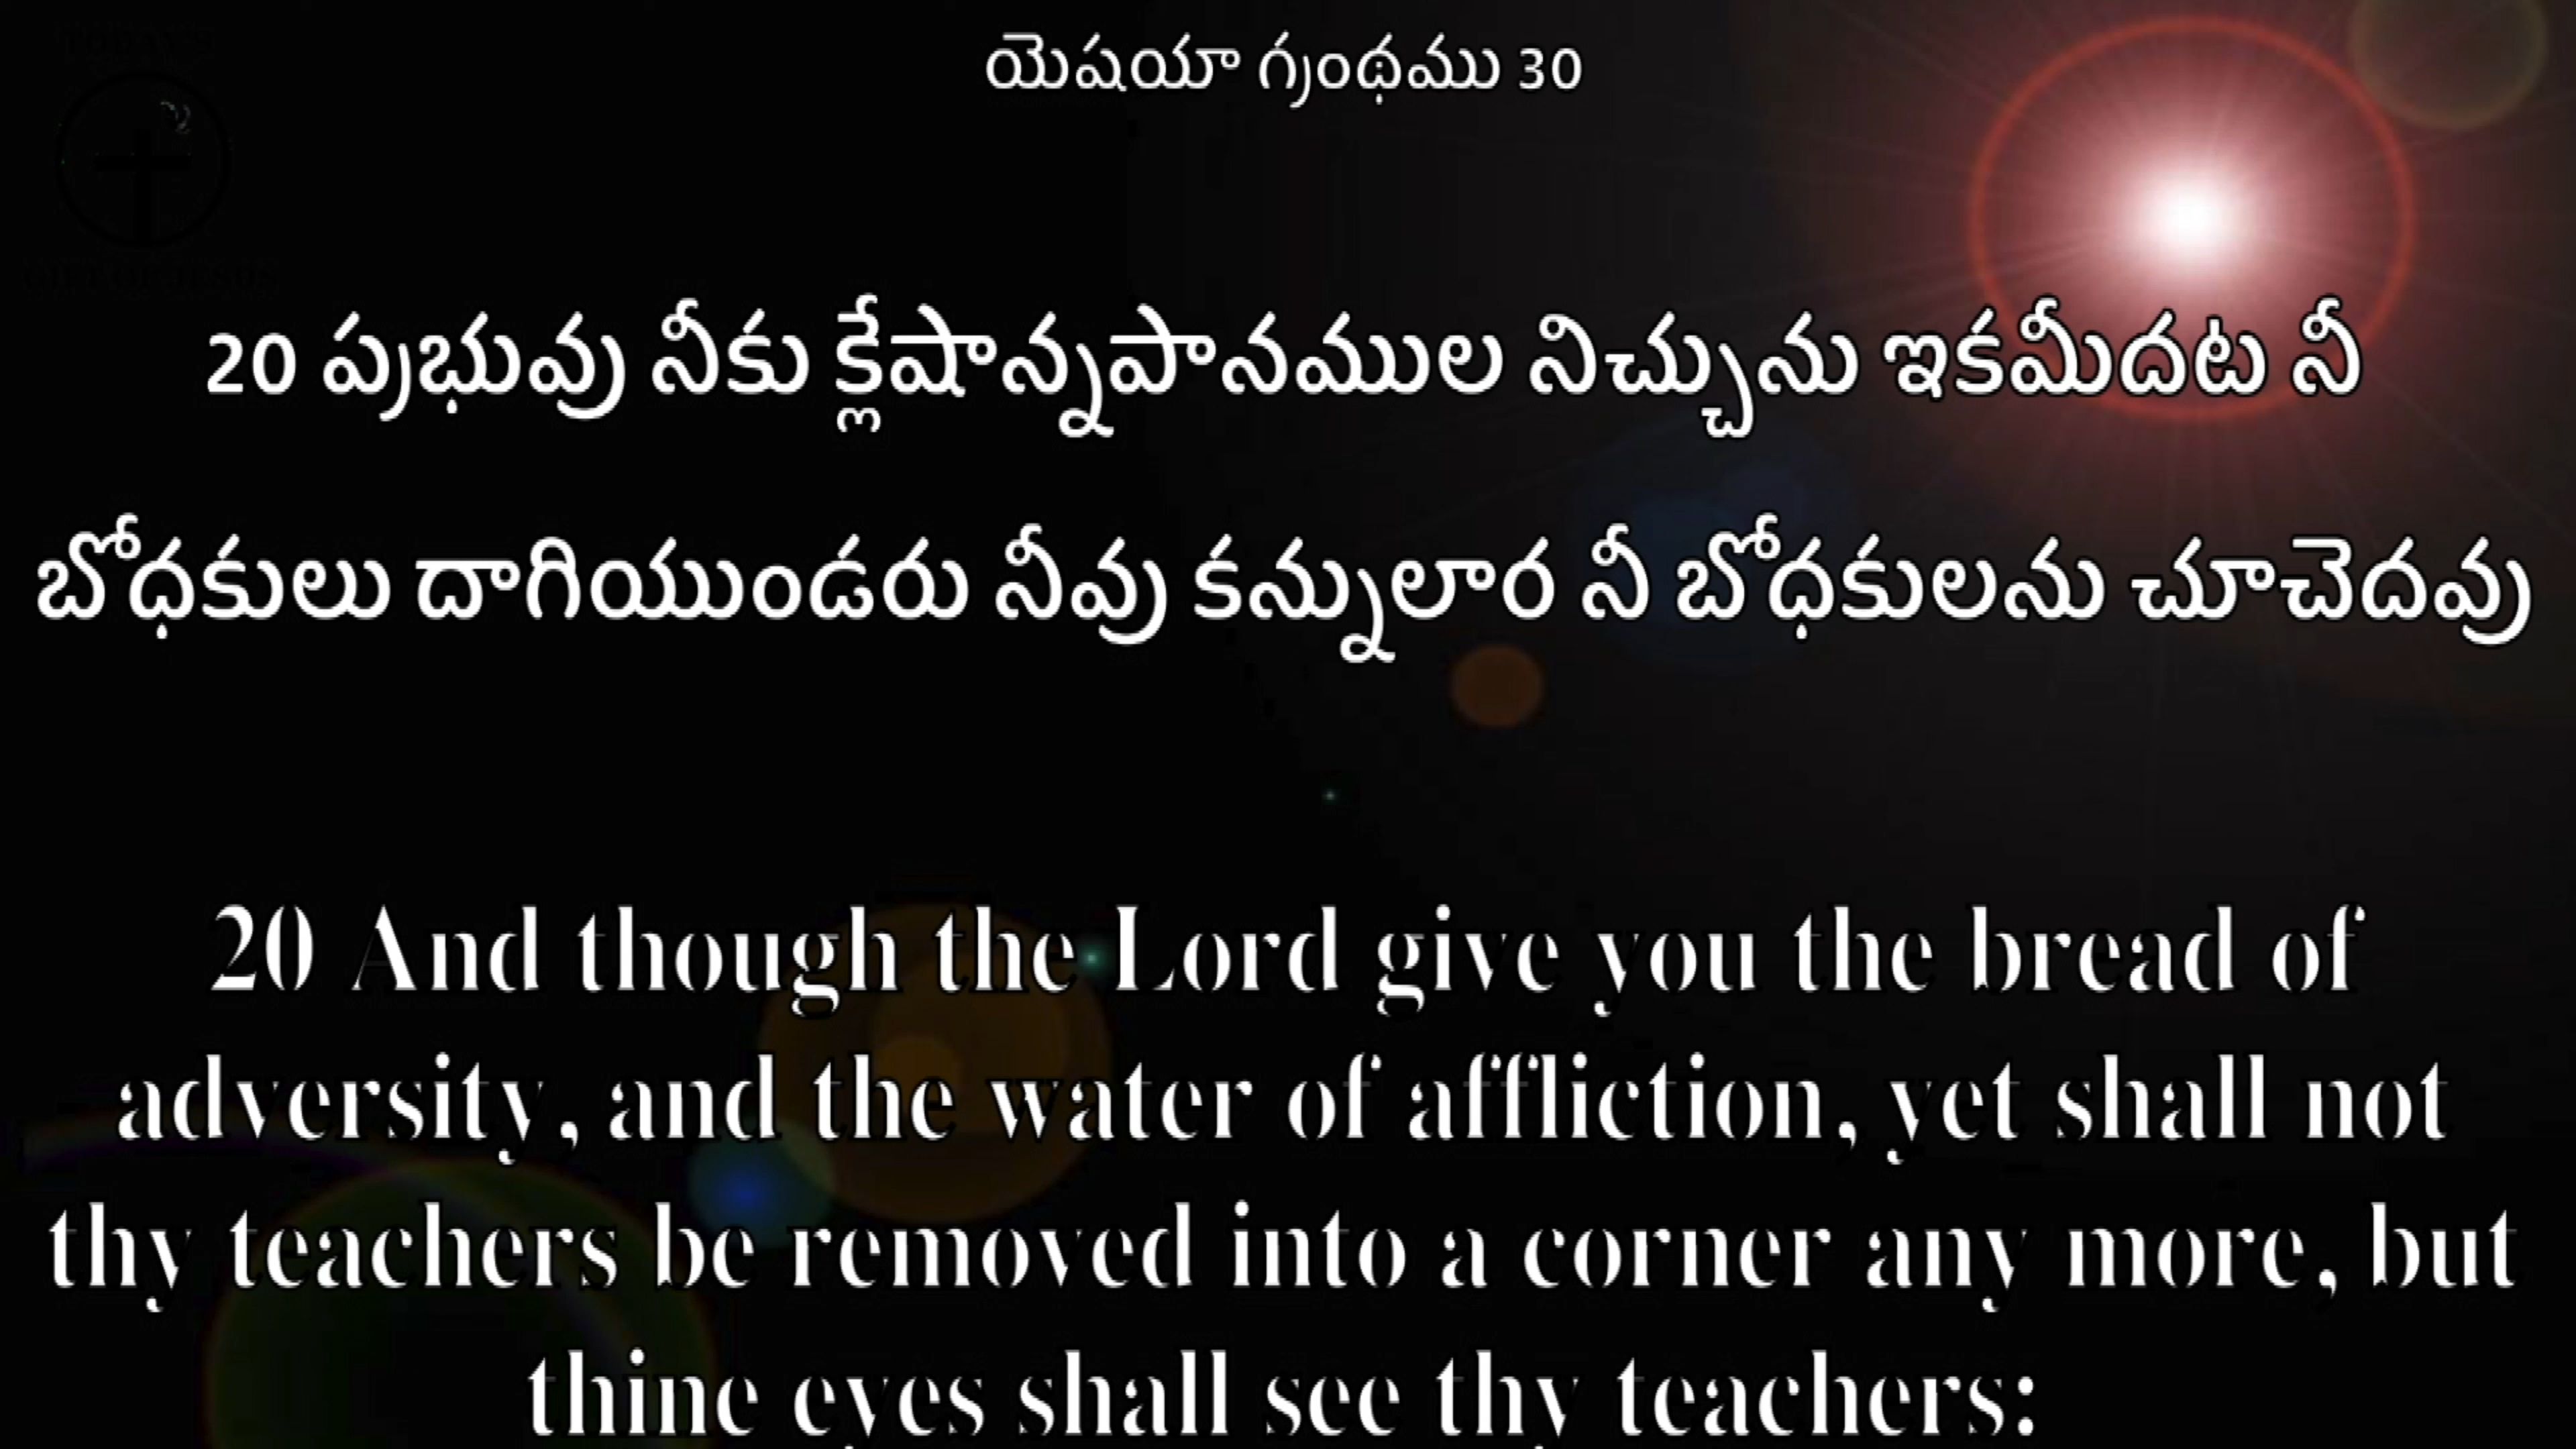 యెషయా గ్రంథము 30
20 ప్రభువు నీకు క్లేషాన్నపానముల నిచ్చును ఇకమీదట నీ
బోధకులు దాగియుండరు నీవు కన్నులార నీ బోధకులను చూచెదవు
20 And though the Lord give you the bread of
adversity, and the water of affliction, yet shall not
thy teachers be removed into a corner any more, but
thine eyes shall see thy teachers: